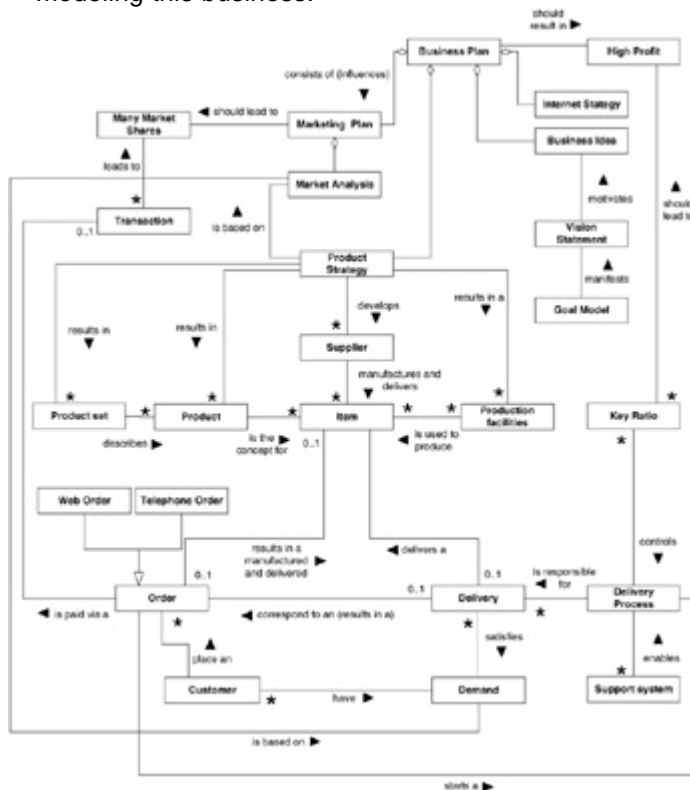 modeling this business.
should
result in ►
Business Plan
High Profit
consists of (influences)
▼
Internet Stategy
◄ should lead to
Many Market
Shares
Marketing Plan
Business Idea
▲
leads to
Market Analysis
▲
motivates
▲
should
lead to
*
Transaction
0..1
▲
is based on
Vision
Statement
Product
Strategy
▲
manifests
develops
▼
results in a
▼
Goal Model
results in
▼
results in
▼
*
Supplier
manufactures and
▼ delivers
* * * *
Product set
*
Product
*
Item
* *
Production
facilities
Key Ratio
*
describes ►
is the ►
concept for
0..1
◄ is used to
produce
Web Order
Telephone Order
results in a
manufactured ►
and delivered
◄ delivers a
controls
▼
0..1
0..1
0..1
is responsible
◄ for
Order
Delivery
Delivery
Process
◄ is paid via a
*
◄ correspond to an (results in a)
*
*
▲
place an
satisfies
▼
▲
enables
*
Customer
*
have ►
Demand
Support system
is based on ►
starts a ►